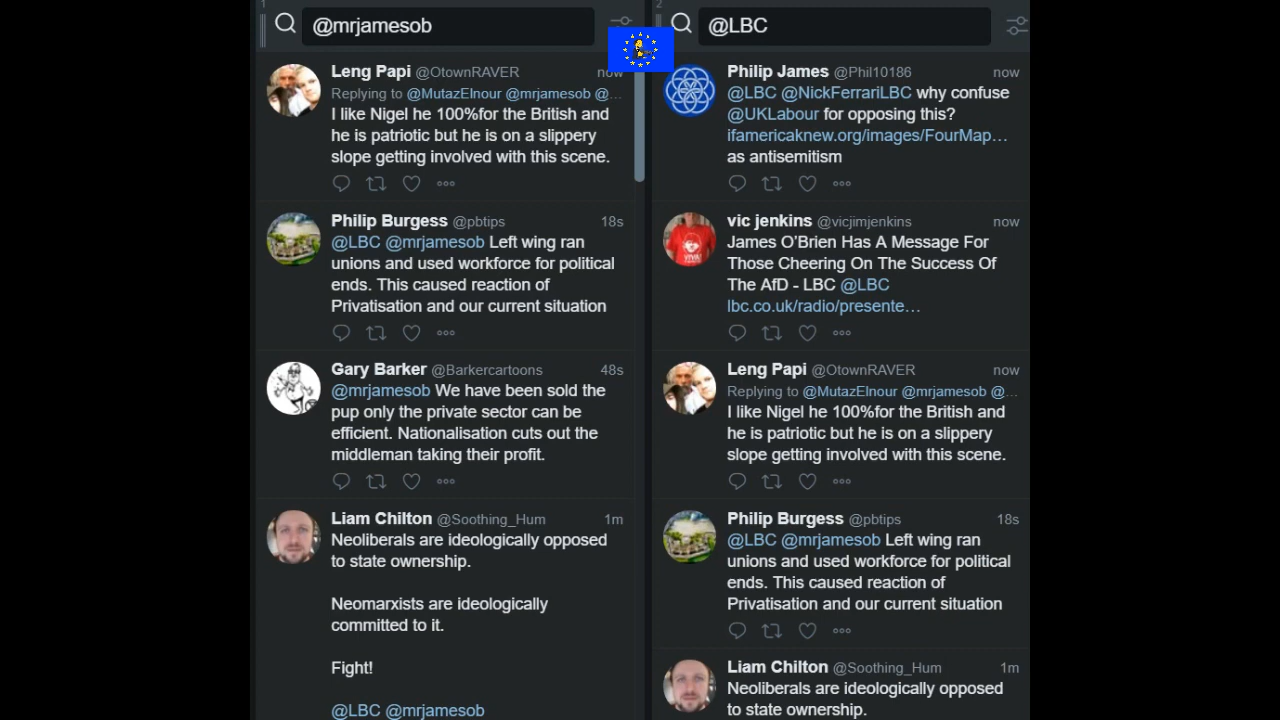 1
@mrjamesob
Leng Papi @OtownRAVER now
Replying to @MutazElnour @mrjamesob @...
I like Nigel he 100%for the British and
he is patriotic but he is on a slippery
slope getting involved with this scene.
Philip Burgess @pbtips 18s
@LBC @mrjamesob Left wing ran
unions and used workforce for political
ends. This caused reaction of
Privatisation and our current situation
Gary Barker @Barkercartoons 48s
@mrjamesob We have been sold the
pup only the private sector can be
efficient. Nationalisation cuts out the
middleman taking their profit.
Liam Chilton @Soothing_Hum 1m
Neoliberals are ideologically opposed
to state ownership.
Neomarxists are ideologically
committed to it.
Fight!
@LBC @mrjamesob
2
@LBC
Philip James @Phil10186 now
@LBC @NickFerrariLBC why confuse
@UKLabour for opposing this?
ifamericaknew.org/images/FourMap…
as antisemitism
vic jenkins @vicjimjenkins now
James O'Brien Has A Message For
Those Cheering On The Success Of
The AfD - LBC @LBC
lbc.co.uk/radio/presente…
Leng Papi @OtownRAVER now
Replying to @MutazElnour @mrjamesob @...
I like Nigel he 100%for the British and
he is patriotic but he is on a slippery
slope getting involved with this scene.
Philip Burgess @pbtips 18s
@LBC @mrjamesob Left wing ran
unions and used workforce for political
ends. This caused reaction of
Privatisation and our current situation
Liam Chilton @Soothing_Hum 1m
Neoliberals are ideologically opposed
to state ownership.